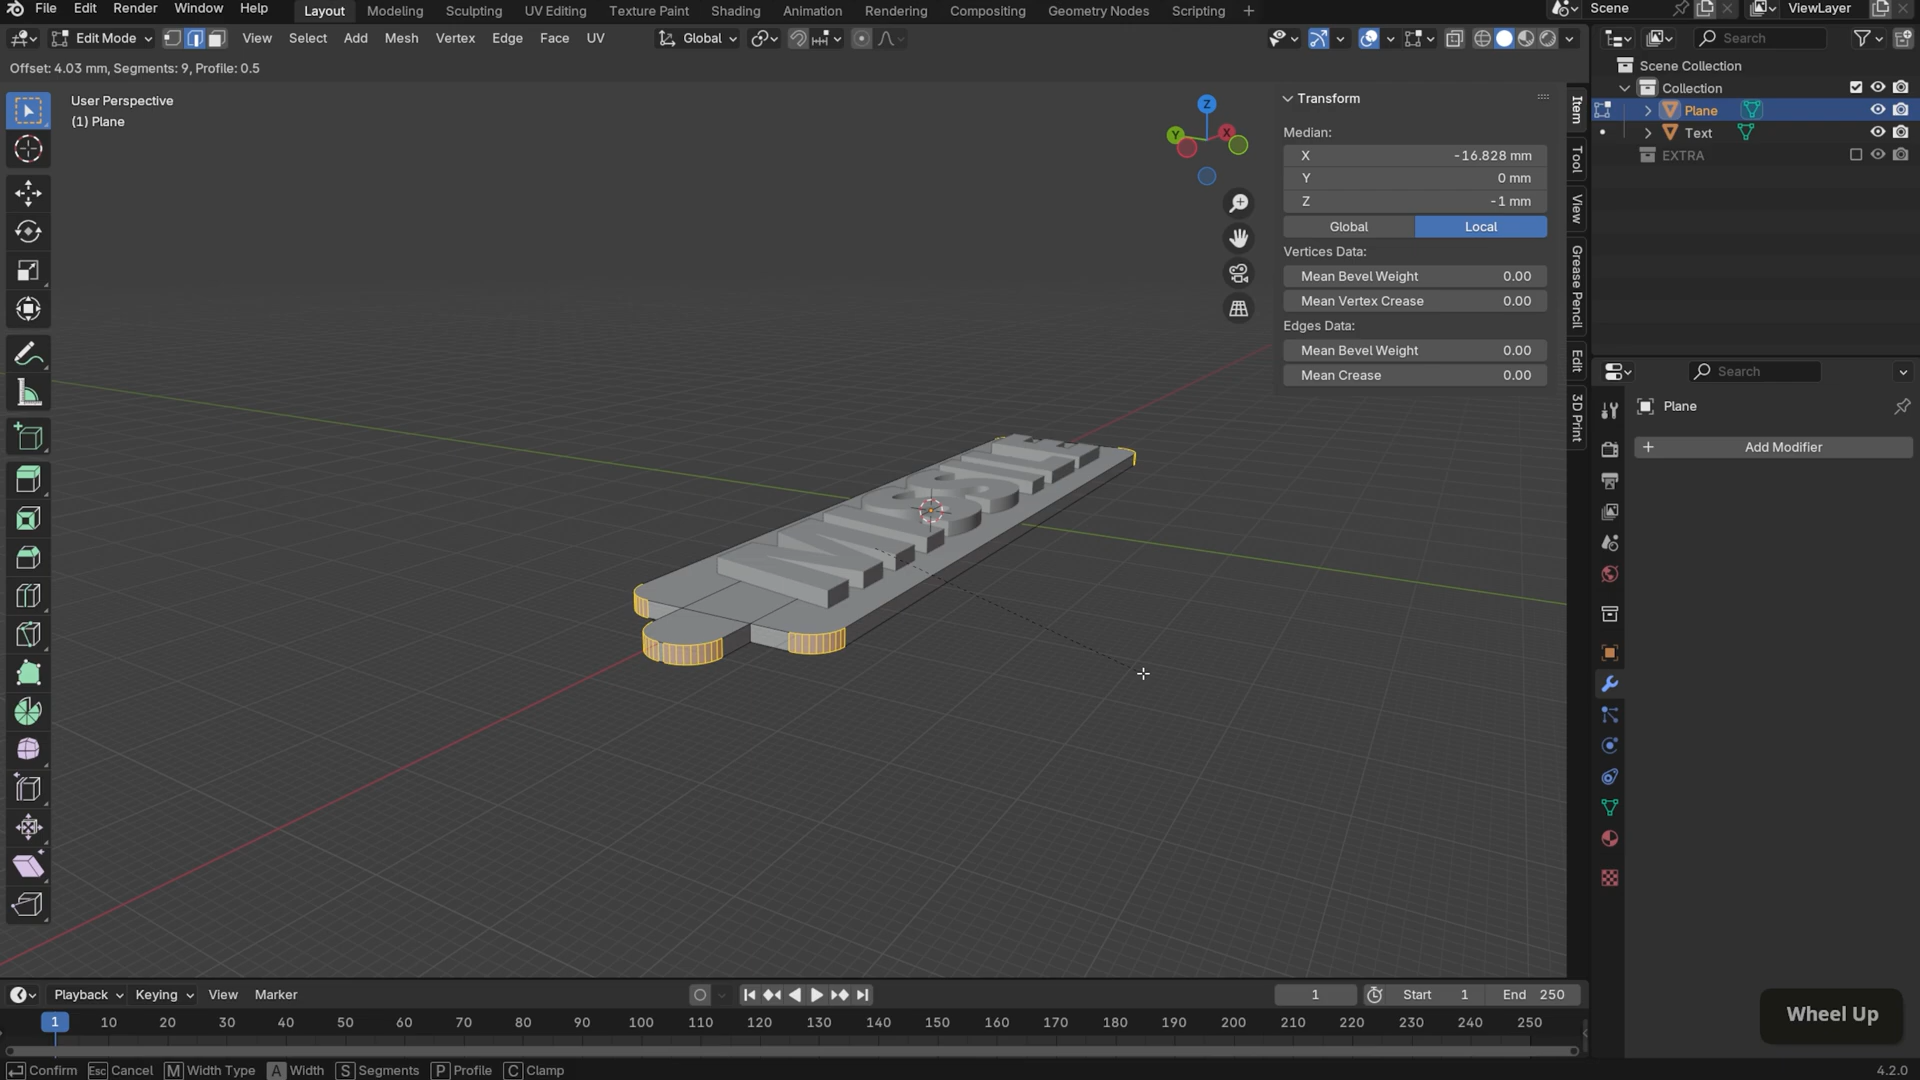 File Edit Render Window Help Layout Modeling Sculpting UV Editing Texture Paint Shading Animation Rendering Compositing Geometry Nodes Scripting + Scene ViewLayer
Edit Mode View Select Add Mesh Vertex Edge Face UV Global Search
Offset: 4.03 mm, Segments: 9, Profile: 0.5
User Perspective
(1) Plane
Z
Y
X
Transform
Median:
X -16.828 mm
Y 0 mm
Z -1 mm
Global Local
Vertices Data:
Mean Bevel Weight 0.00
Mean Vertex Crease 0.00
Edges Data:
Mean Bevel Weight 0.00
Mean Crease 0.00
Item
Tool
View
Grease Pencil
Edit
3D Print
Scene Collection
Collection
Plane
Text
EXTRA
Search
Plane
+ Add Modifier
Playback Keying View Marker 1 Start 1 End 250
1 10 20 30 40 50 60 70 80 90 100 110 120 130 140 150 160 170 180 190 200 210 220 230 240 250
Wheel Up
Confirm Esc Cancel M Width Type A Width S Segments P Profile C Clamp 4.2.0